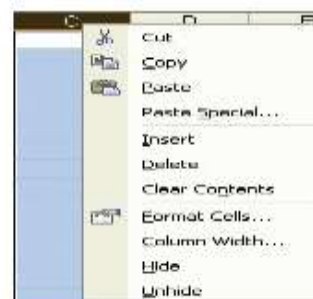 C D E
Cut
Copy
Paste
Paste Special...
Insert
Delete
Clear Contents
Format Cells...
Column Width...
Hide
Unhide